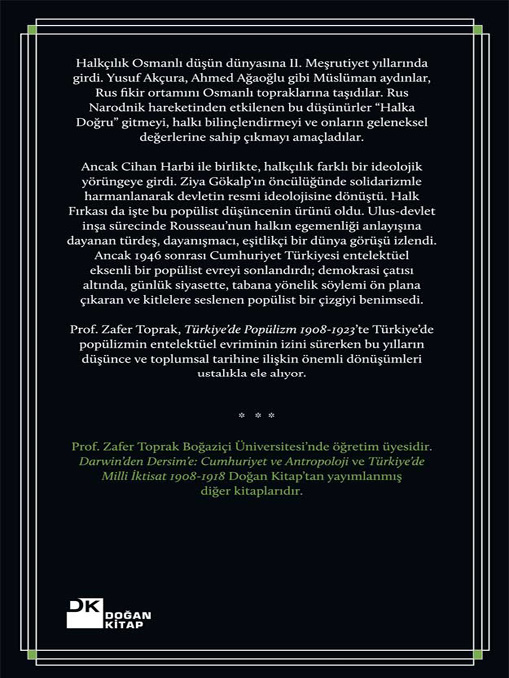 Halkçılık Osmanlı düşün dünyasına II. Meşrutiyet yıllarında
girdi. Yusuf Akçura, Ahmed Ağaoğlu gibi Müslüman aydınlar,
Rus fikir ortamını Osmanlı topraklarına taşıdılar. Rus
Narodnik hareketinden etkilenen bu düşünürler “Halka
Doğru” gitmeyi, halkı bilinçlendirmeyi ve onların geleneksel
değerlerine sahip çıkmayı amaçladılar.
Ancak Cihan Harbi ile birlikte, halkçılık farklı bir ideolojik
yörüngeye girdi. Ziya Gökalp’ın öncülüğünde solidarizmle
harmanlanarak devletin resmi ideolojisine dönüştü. Halk
Fırkası da işte bu popülist düşüncenin ürünü oldu. Ulus-devlet
inşa sürecinde Rousseau’nun halkın egemenliği anlayışına
dayanan türdeş, dayanışmacı, eşitlikçi bir dünya görüşü izlendi.
Ancak 1946 sonrası Cumhuriyet Türkiyesi entelektüel
eksenli bir popülist evreyi sonlandırdı; demokrasi çatısı
altında, günlük siyasette, tabana yönelik söylemi ön plana
çıkaran ve kitlelere seslenen popülist bir çizgiyi benimsedi.
Prof. Zafer Toprak, Türkiye’de Popülizm 1908-1923’te Türkiye’de
popülizmin entelektüel evriminin izini sürerken bu yılların
düşünce ve toplumsal tarihine ilişkin önemli dönüşümleri
ustalıkla ele alıyor.
* * *
Prof. Zafer Toprak Boğaziçi Üniversitesi’nde öğretim üyesidir.
Darwin’den Dersim’e: Cumhuriyet ve Antropoloji ve Türkiye’de
Milli İktisat 1908-1918 Doğan Kitap’tan yayımlanmış
diğer kitaplarıdır.
DK
DOĞAN
KİTAP